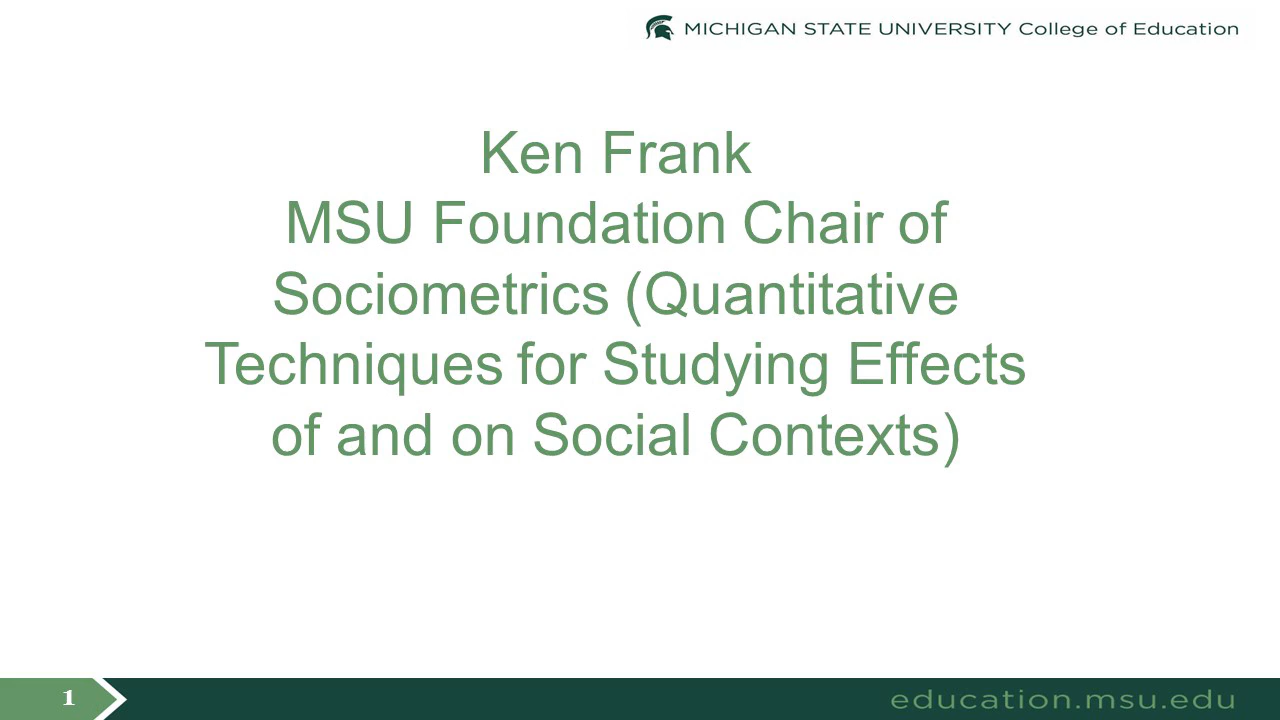 MICHIGAN STATE UNIVERSITY College of Education
Ken Frank
MSU Foundation Chair of
Sociometrics (Quantitative
Techniques for Studying Effects
of and on Social Contexts)
1
education.msu.edu